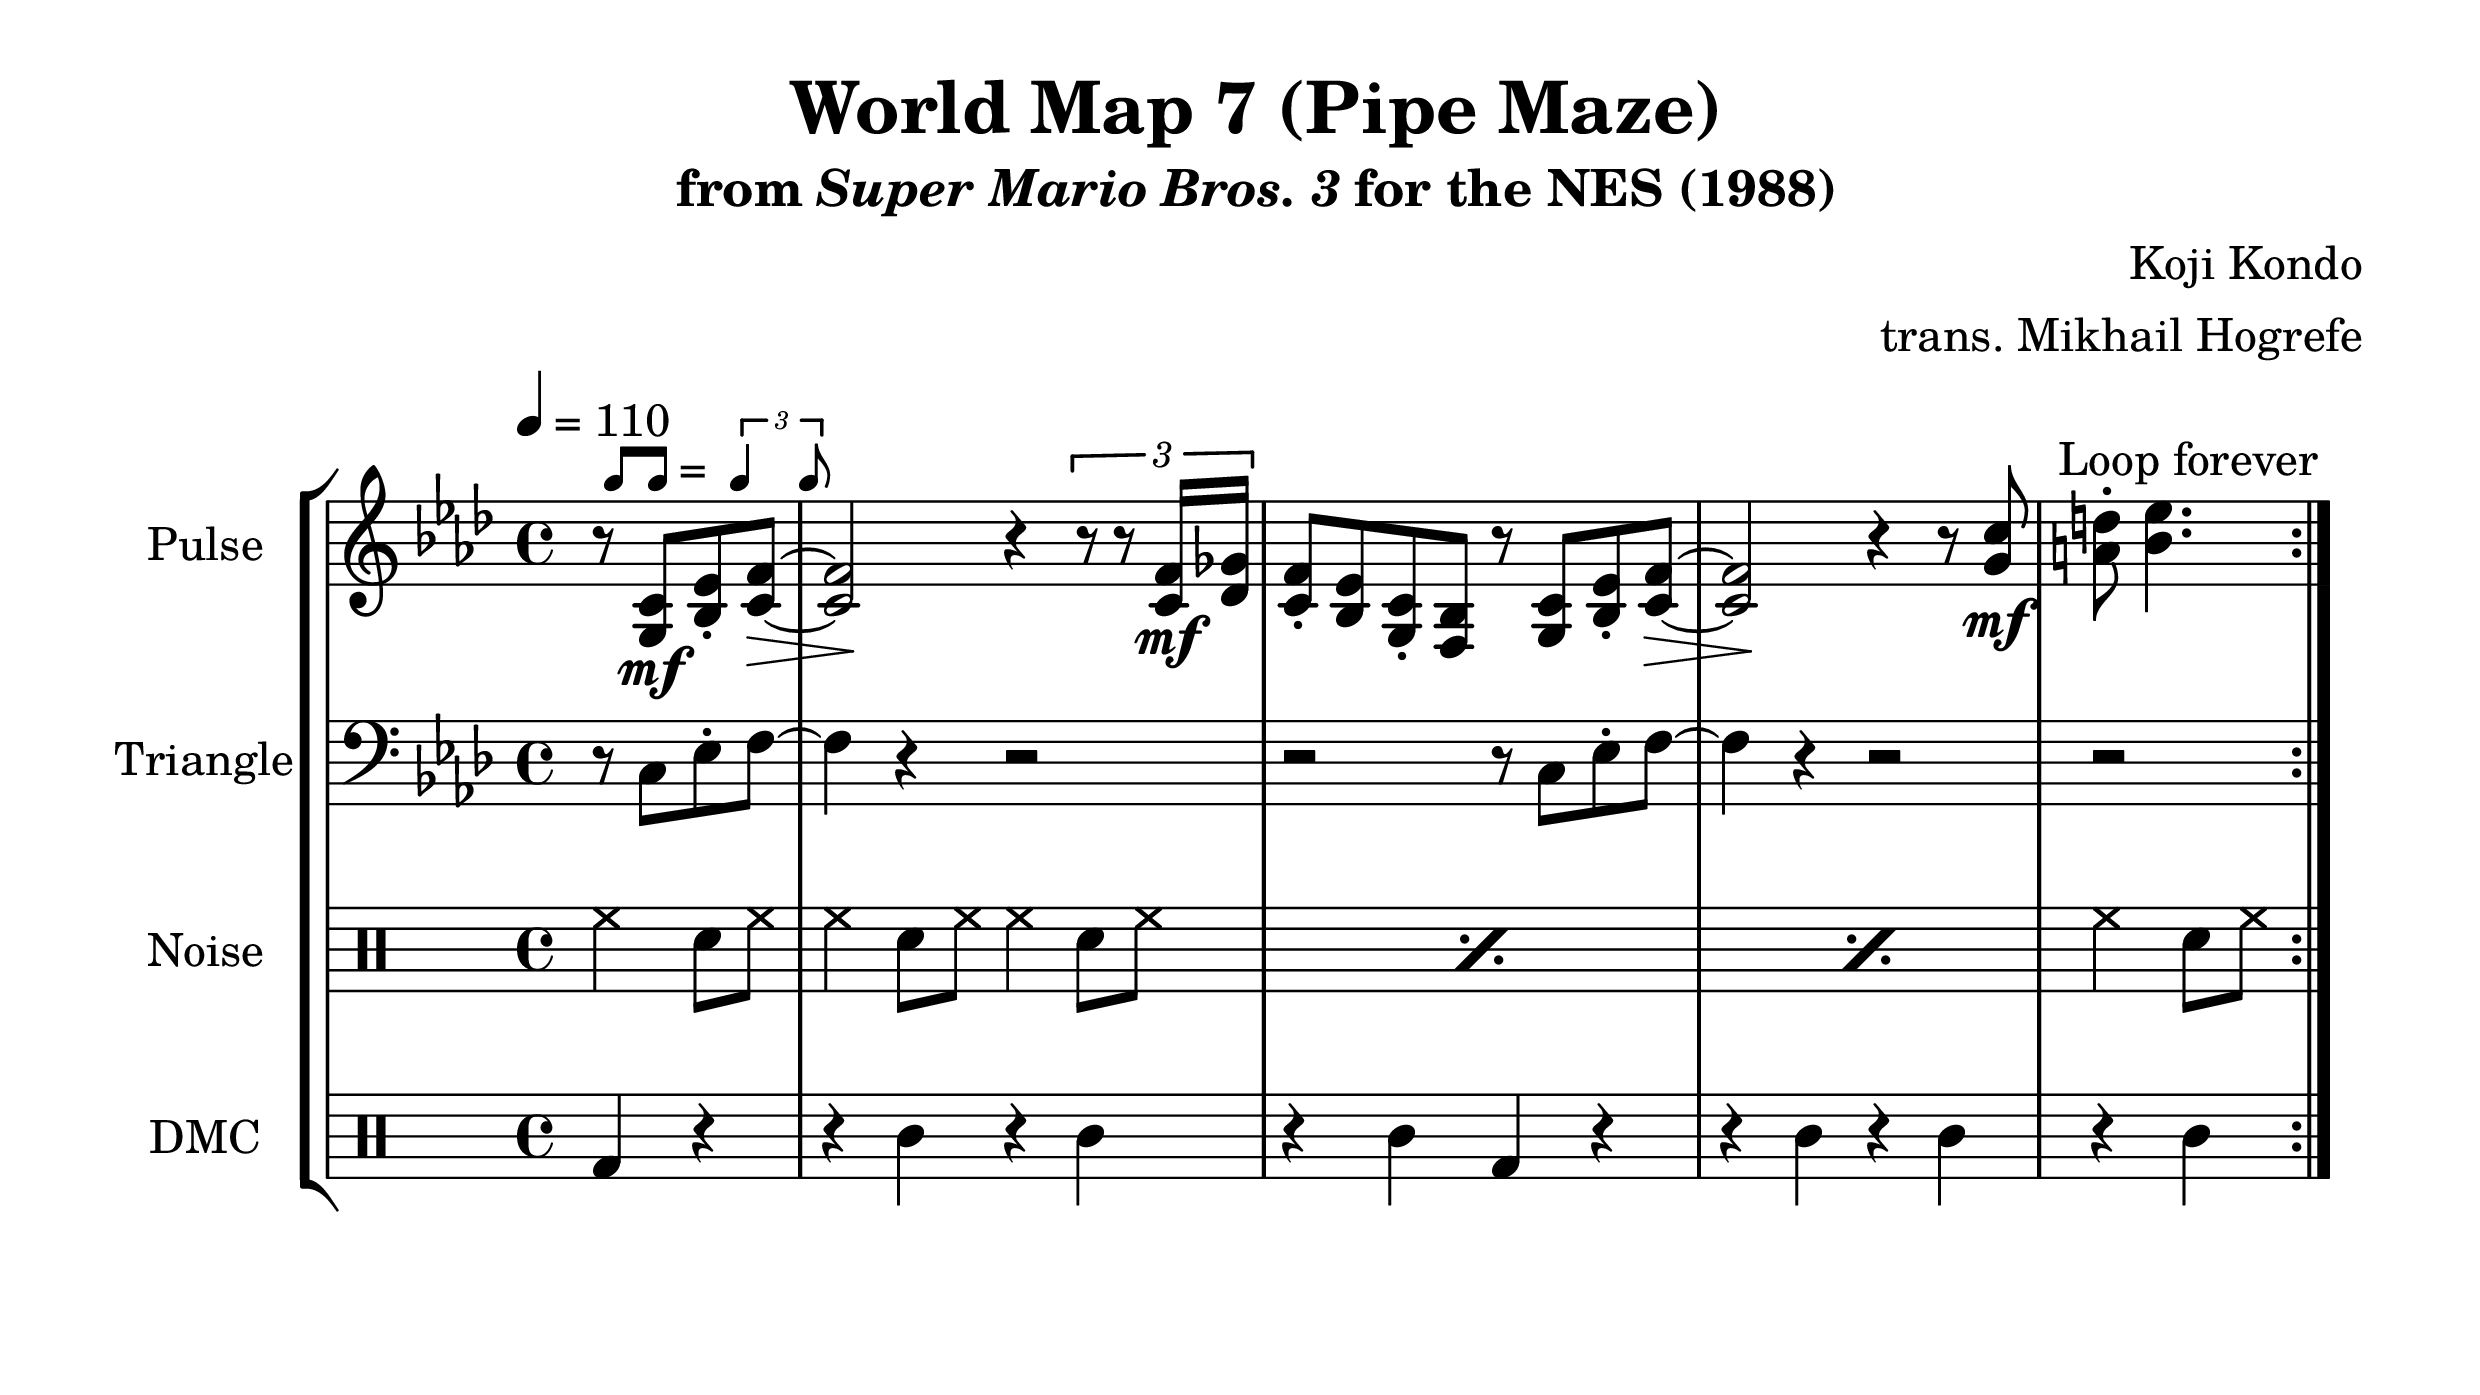 World Map 7 (Pipe Maze)
from Super Mario Bros. 3 for the NES (1988)
Koji Kondo
trans. Mikhail Hogrefe
= 110
3
=
3
Loop forever
Pulse
mf
mf
mf
Triangle
Noise
DMC